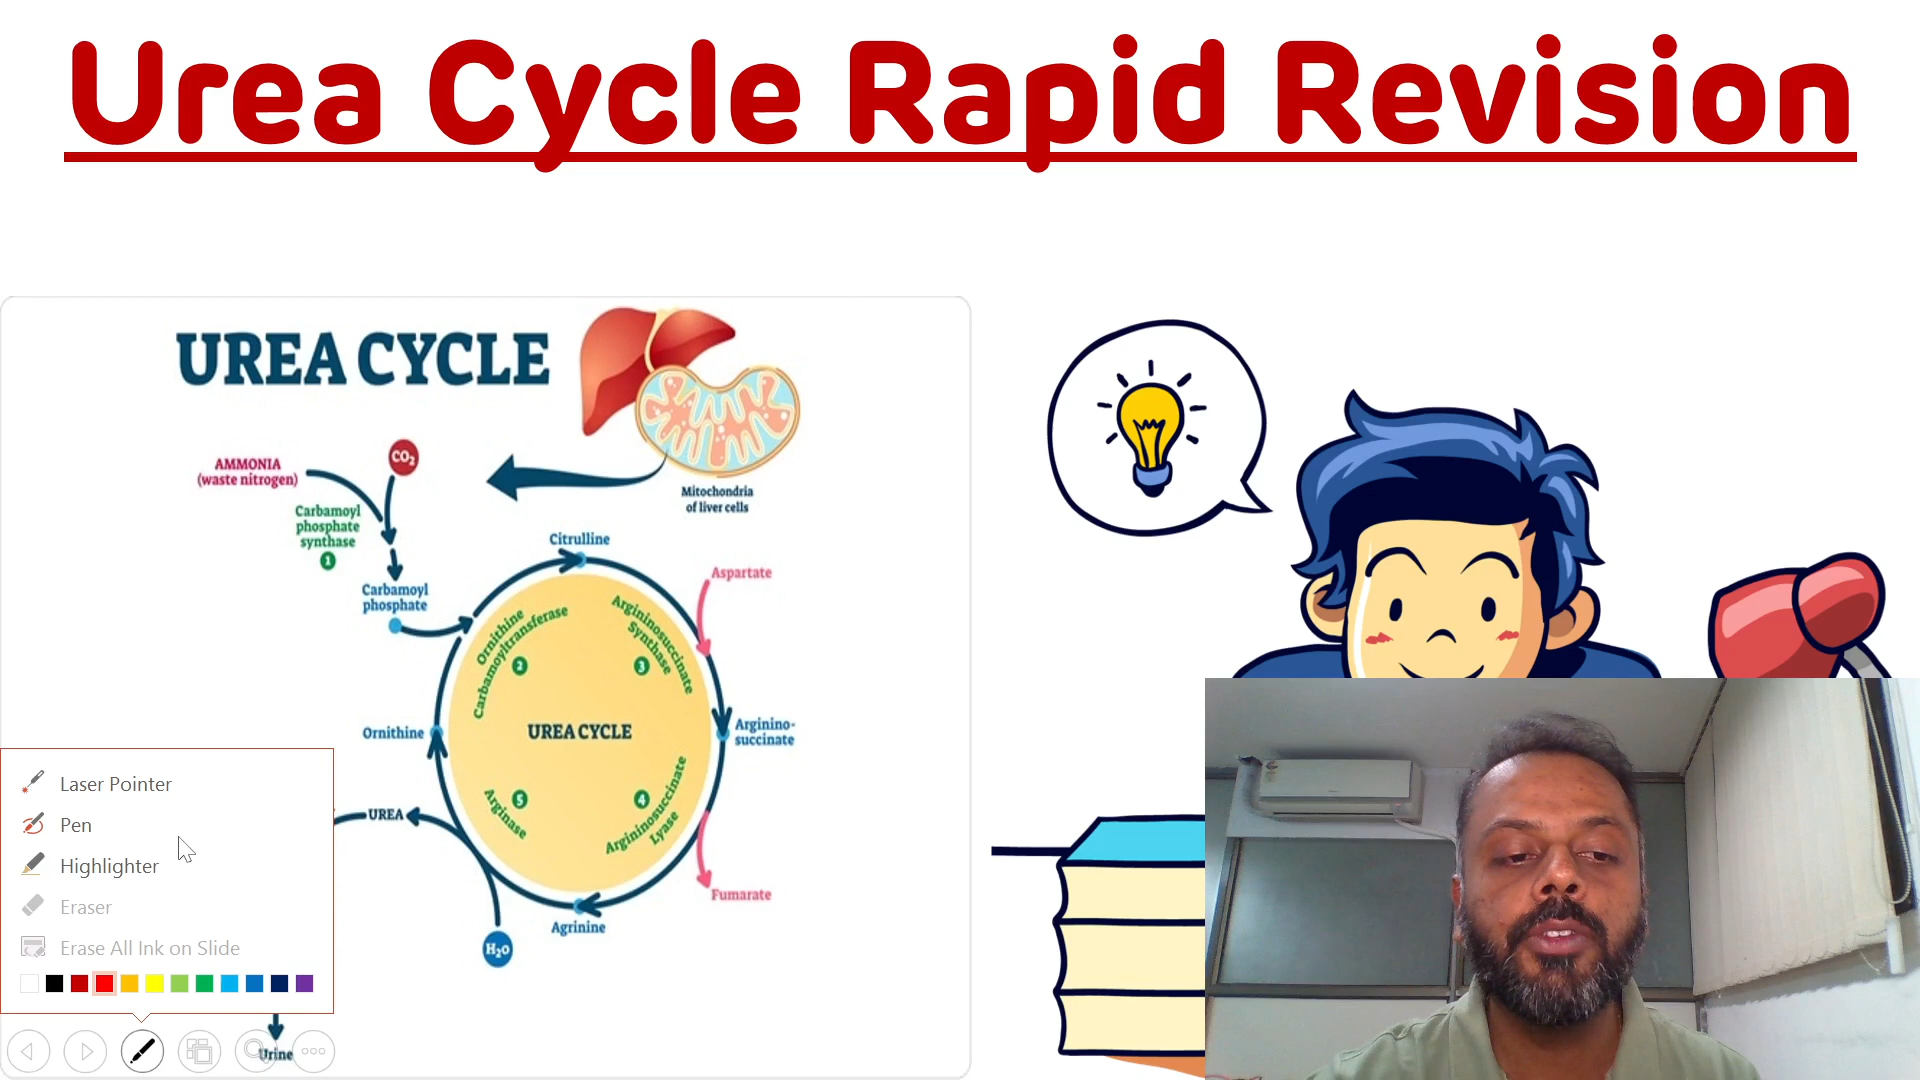 Urea Cycle Rapid Revision
UREA CYCLE
AMMONIA
(waste nitrogen)
CO2
Carbamoyl
phosphate
synthase
1
Mitochondria
of liver cells
Carbamoyl
phosphate
Citrulline
Aspartate
Ornithine
Carbamoyltransferase
2
Argininosuccinate
Synthase
3
Ornithine
UREA CYCLE
Arginino-
succinate
Arginase
5
4
Argininosuccinate
Lyase
UREA
Fumarate
Agrinine
H2O
Laser Pointer
Pen
Highlighter
Eraser
Erase All Ink on Slide
Urine